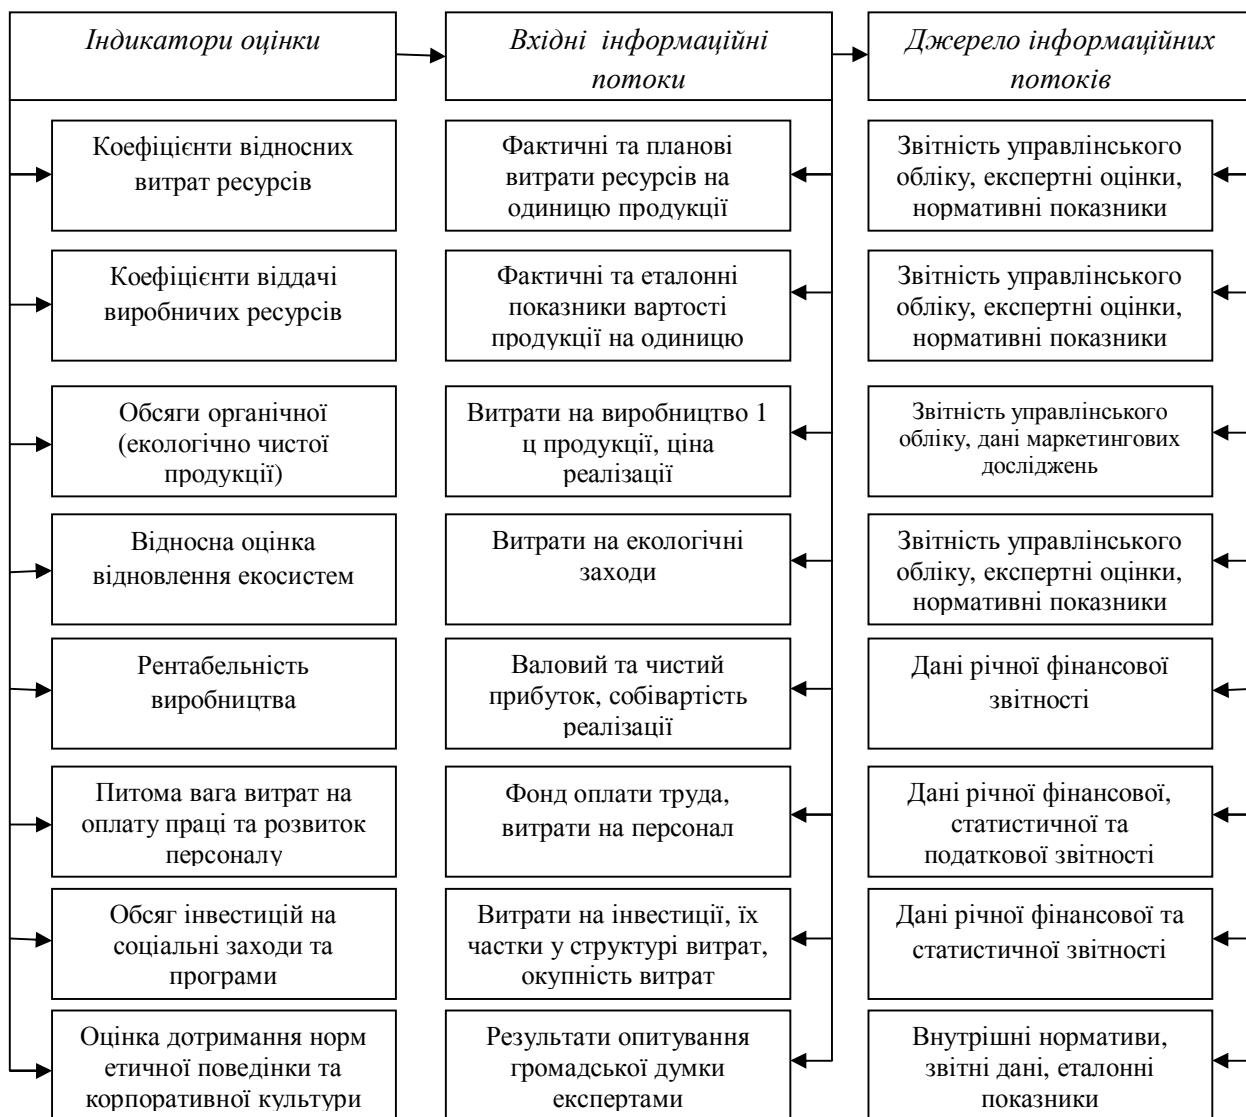 Індикатори оцінки
Вхідні інформаційні
потоки
Джерело інформаційних
потоків
Коефіцієнти відносних
витрат ресурсів
Фактичні та планові
витрати ресурсів на
одиницю продукції
Звітність управлінського
обліку, експертні оцінки,
нормативні показники
Коефіцієнти віддачі
виробничих ресурсів
Фактичні та еталонні
показники вартості
продукції на одиницю
Звітність управлінського
обліку, експертні оцінки,
нормативні показники
Обсяги органічної
(екологічно чистої
продукції)
Витрати на виробництво 1
ц продукції, ціна
реалізації
Звітність управлінського
обліку, дані маркетингових
досліджень
Відносна оцінка
відновлення екосистем
Витрати на екологічні
заходи
Звітність управлінського
обліку, експертні оцінки,
нормативні показники
Рентабельність
виробництва
Валовий та чистий
прибуток, собівартість
реалізації
Дані річної фінансової
звітності
Питома вага витрат на
оплату праці та розвиток
персоналу
Фонд оплати труда,
витрати на персонал
Дані річної фінансової,
статистичної та
податкової звітності
Обсяг інвестицій на
соціальні заходи та
програми
Витрати на інвестиції, їх
частки у структурі витрат,
окупність витрат
Дані річної фінансової та
статистичної звітності
Оцінка дотримання норм
етичної поведінки та
корпоративної культури
Результати опитування
громадської думки
експертами
Внутрішні нормативи,
звітні дані, еталонні
показники